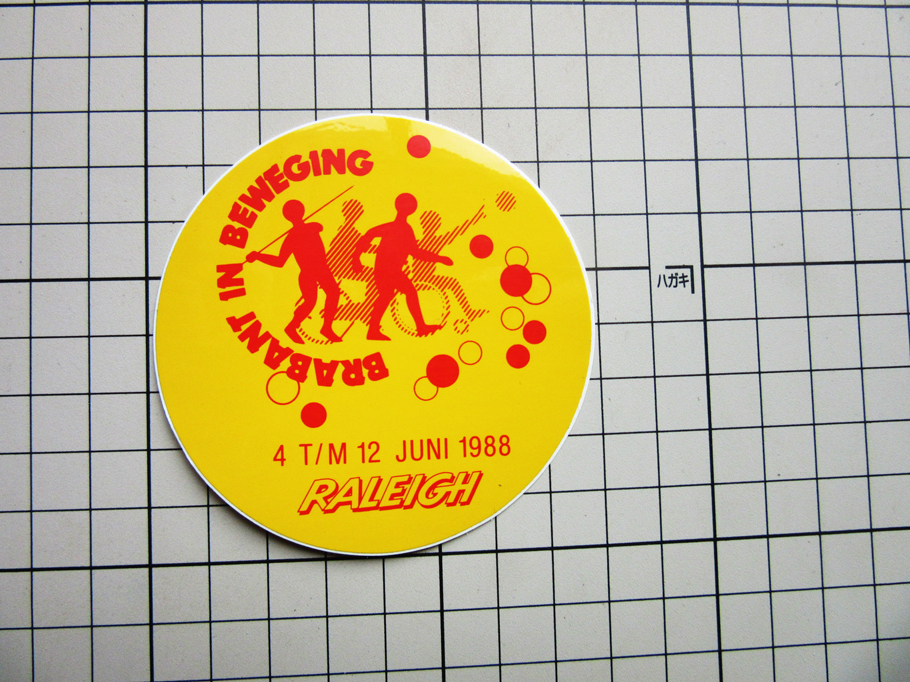 BRABANT IN BEWEGING
4 T/M 12 JUNI 1988
RALEIGH
ハガキ